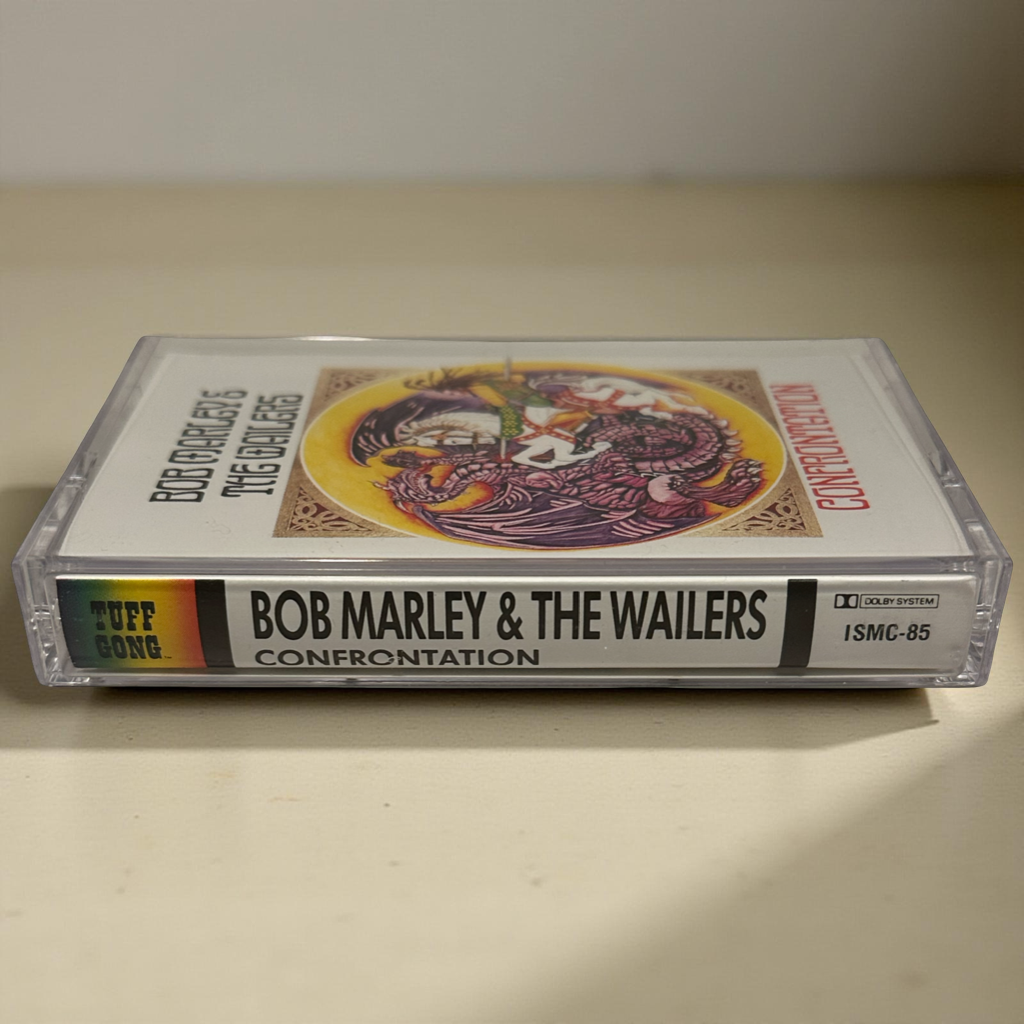 BOB MARLEY &
THE WAILERS
CONFRONTATION
TUFF
GONG
BOB MARLEY & THE WAILERS
CONFRONTATION
DOLBY SYSTEM
ISMC-85